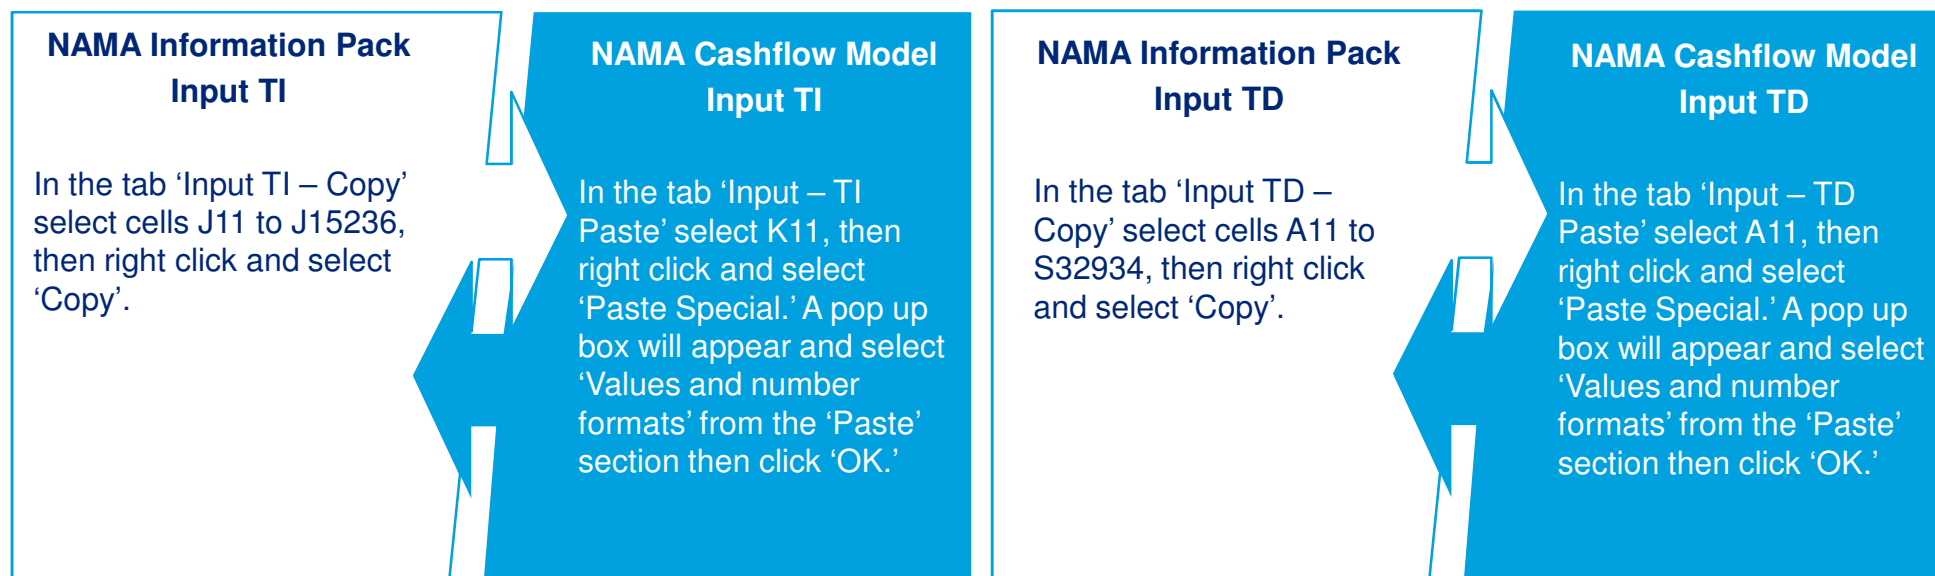 NAMA Information Pack
Input TI
In the tab ‘Input TI – Copy’
select cells J11 to J15236,
then right click and select
‘Copy’.
NAMA Cashflow Model
Input TI
In the tab ‘Input – TI
Paste’ select K11, then
right click and select
‘Paste Special.’ A pop up
box will appear and select
‘Values and number
formats’ from the ‘Paste’
section then click ‘OK.’
NAMA Information Pack
Input TD
In the tab ‘Input TD –
Copy’ select cells A11 to
S32934, then right click
and select ‘Copy’.
NAMA Cashflow Model
Input TD
In the tab ‘Input – TD
Paste’ select A11, then
right click and select
‘Paste Special.’ A pop up
box will appear and select
‘Values and number
formats’ from the ‘Paste’
section then click ‘OK.’